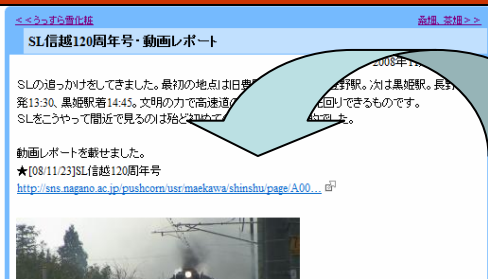 <<うっすら雪化粧
桑畑、茶畑>>
SL信越120周年号・動画レポート
2008年1
SLの追っかけをしてきました。最初の地点は旧豊 野駅。次は黒姫駅。長野
発13:30、黒姫駅着14:45。文明の力で高速道の 回りできるものです。
SLをこうやって間近で見るのは殆ど初めて 的でした。
動画レポートを載せました。
★[08/11/23]SL信越120周年号
http://sns.nagano.ac.jp/pushcorn/usr/maekawa/shinshu/page/A00...